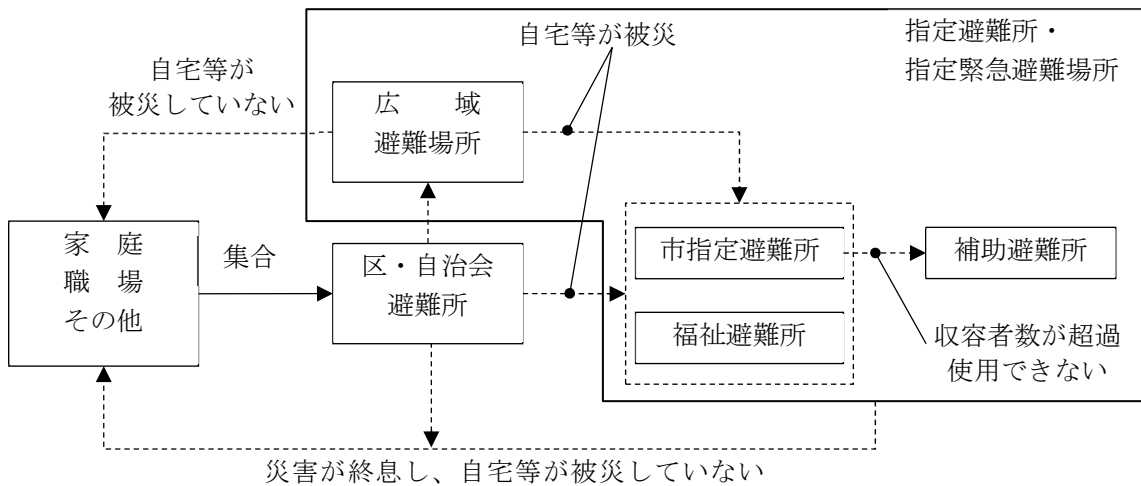 自宅等が被災
指定避難所・
指定緊急避難場所
自宅等が
被災していない
広　域
避難場所
家　庭
職　場
その他
集合
区・自治会
避難所
市指定避難所
福祉避難所
補助避難所
収容者数が超過
使用できない
災害が終息し、自宅等が被災していない